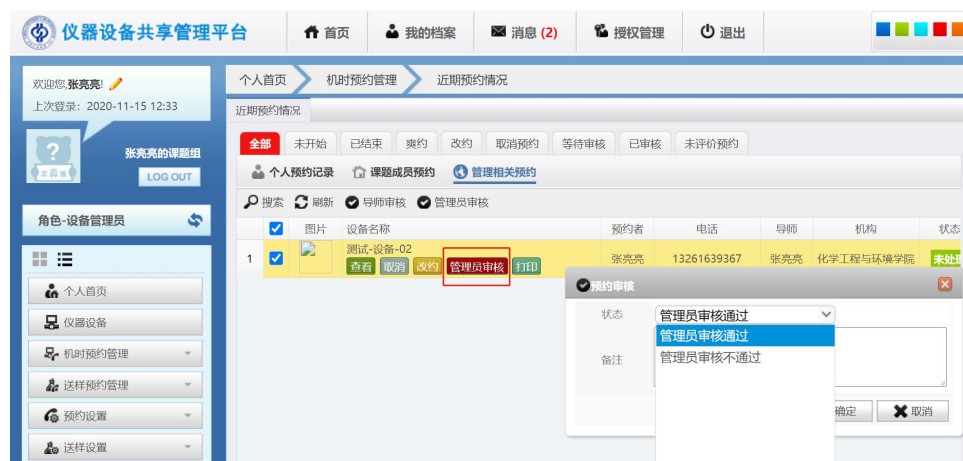 仪器设备共享管理平台 首页 我的档案 消息 (2) 授权管理 退出
欢迎您,张亮亮!
上次登录: 2020-11-15 12:33
张亮亮的课题组
LOG OUT
角色-设备管理员
个人首页
仪器设备
机时预约管理
送样预约管理
预约设置
送样设置
个人首页 机时预约管理 近期预约情况
近期预约情况
全部 未开始 已结束 爽约 改约 取消预约 等待审核 已审核 未评价预约
个人预约记录 课题成员预约 管理相关预约
搜索 刷新 导师审核 管理员审核
图片 设备名称 预约者 电话 导师 机构 状态
1 测试-设备-02 张亮亮 13261639367 张亮亮 化学工程与环境学院 未处理
查看 取消 改约 管理员审核 打印
预约审核
状态 管理员审核通过
管理员审核通过
管理员审核不通过
备注
确定 取消